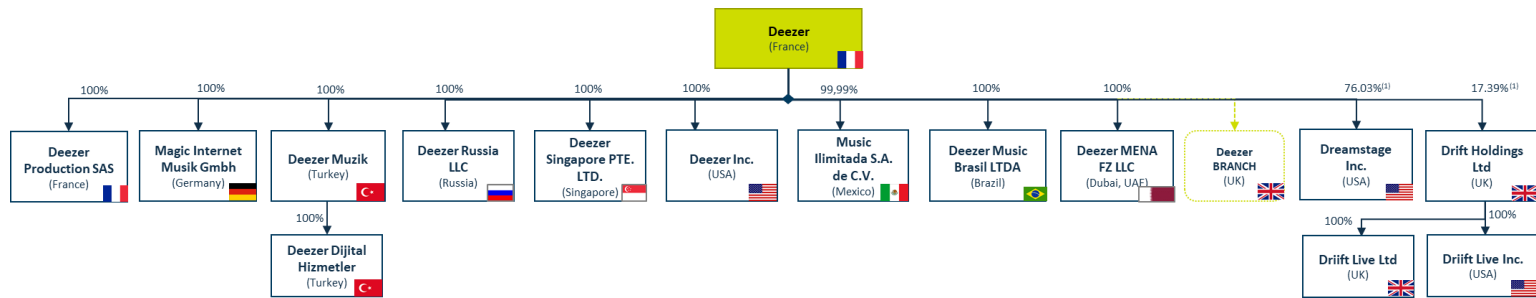 Deezer
(France)
100%
100%
100%
100%
100%
100%
99,99%
100%
100%
76.03%(1)
17.39%(1)
Deezer
Production SAS
(France)
Magic Internet
Musik Gmbh
(Germany)
Deezer Muzik
(Turkey)
Deezer Russia
LLC
(Russia)
Deezer
Singapore PTE.
LTD.
(Singapore)
Deezer Inc.
(USA)
Music
Ilimitada S.A.
de C.V.
(Mexico)
Deezer Music
Brasil LTDA
(Brazil)
Deezer MENA
FZ LLC
(Dubai, UAE)
Deezer
BRANCH
(UK)
Dreamstage
Inc.
(USA)
Drift Holdings
Ltd
(UK)
100%
100%
100%
Deezer Dijital
Hizmetler
(Turkey)
Driift Live Ltd
(UK)
Driift Live Inc.
(USA)